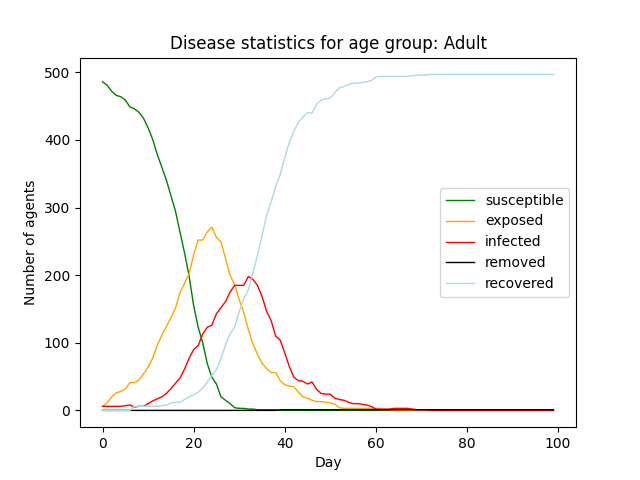 Disease statistics for age group: Adult
Number of agents
500
400
300
200
100
0
susceptible
exposed
infected
removed
recovered
0
20
40
60
80
100
Day